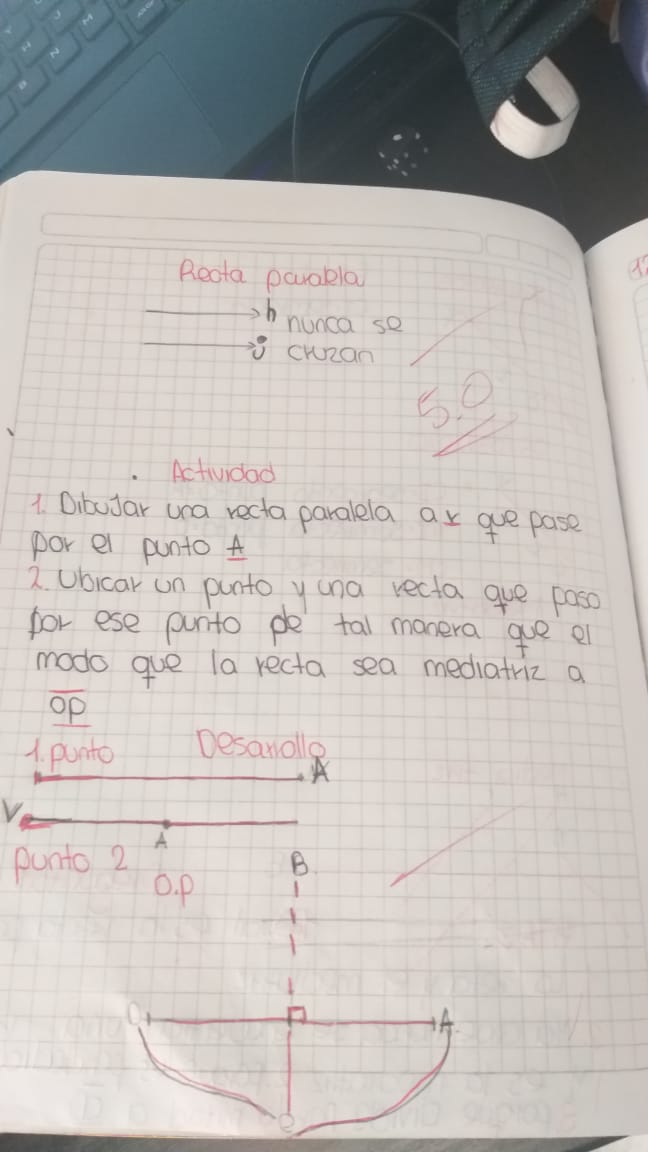 Recta parabla
h nunca se
j cruzan
5.0
Actividad
1. Dibujar una recta paralela a r que pase
por el punto A
2. Ubicar un punto y una recta que paso
por ese punto de tal manera que el
modo que la recta sea mediatriz a
OP
1. punto Desarrollo
A
V
A
punto 2
O.P
B
O A